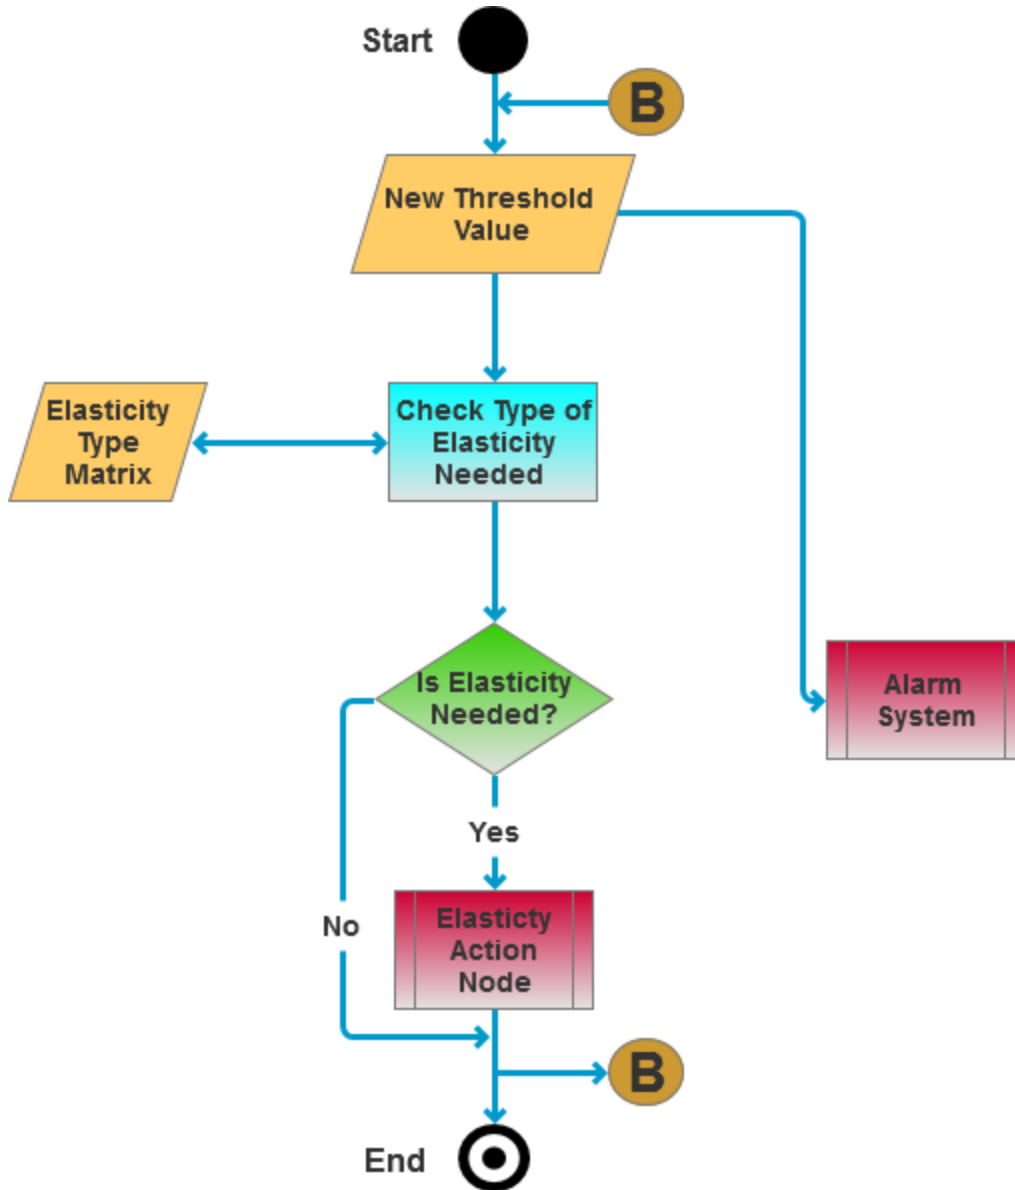 Start
B
New Threshold
Value
Elasticity
Type
Matrix
Check Type of
Elasticity
Needed
Is Elasticity
Needed?
Alarm
System
Yes
No
Elasticty
Action
Node
B
End